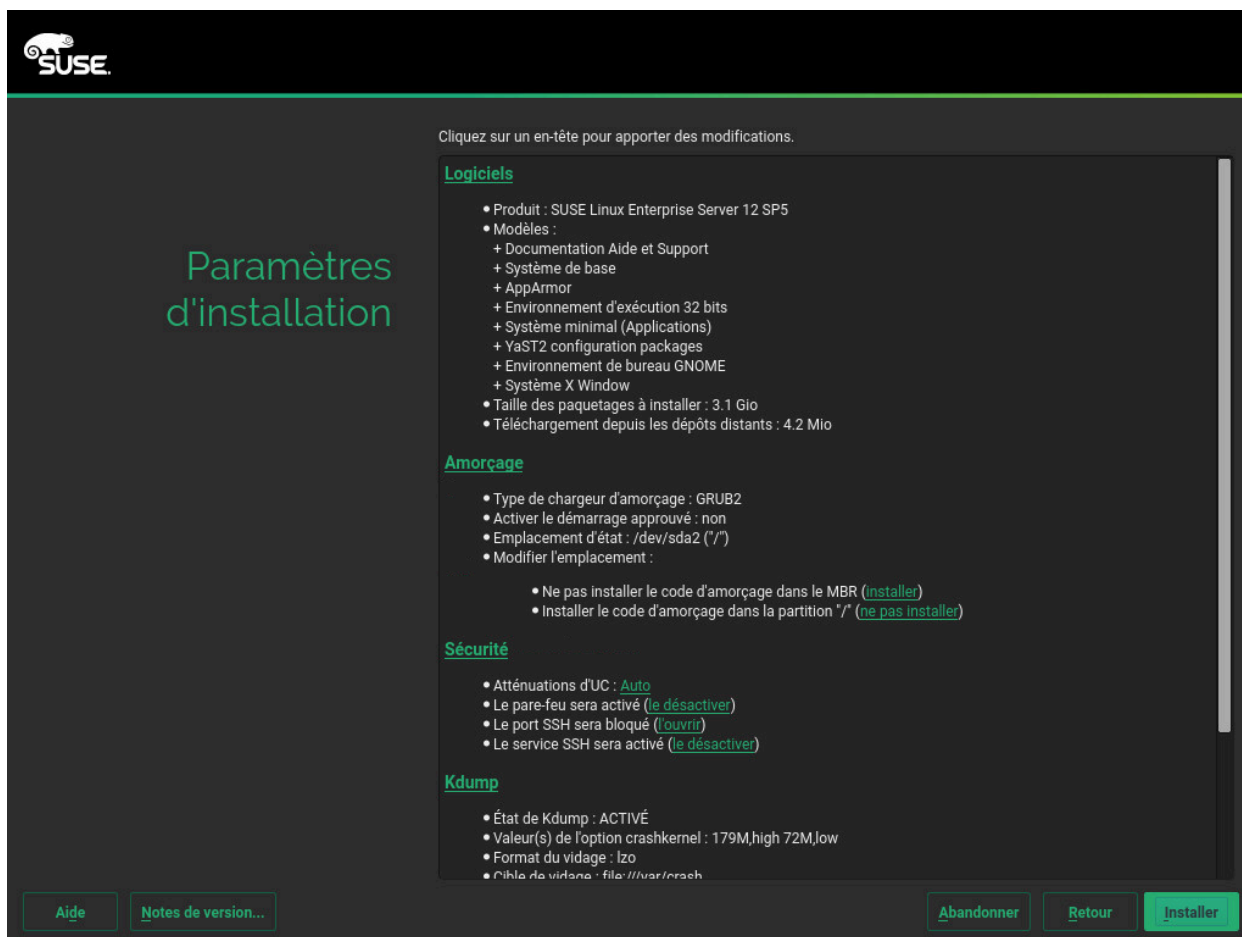 SUSE.
Cliquez sur un en-tête pour apporter des modifications.
Paramètres
d'installation
Logiciels
• Produit : SUSE Linux Enterprise Server 12 SP5
• Modèles :
+ Documentation Aide et Support
+ Système de base
+ AppArmor
+ Environnement d'exécution 32 bits
+ Système minimal (Applications)
+ YaST2 configuration packages
+ Environnement de bureau GNOME
+ Système X Window
• Taille des paquetages à installer : 3.1 Gio
• Téléchargement depuis les dépôts distants : 4.2 Mio
Amorçage
• Type de chargeur d'amorçage : GRUB2
• Activer le démarrage approuvé : non
• Emplacement d'état : /dev/sda2 ("/")
• Modifier l'emplacement :
• Ne pas installer le code d'amorçage dans le MBR (installer)
• Installer le code d'amorçage dans la partition "/" (ne pas installer)
Sécurité
• Atténuations d'UC : Auto
• Le pare-feu sera activé (le désactiver)
• Le port SSH sera bloqué (l'ouvrir)
• Le service SSH sera activé (le désactiver)
Kdump
• État de Kdump : ACTIVÉ
• Valeur(s) de l'option crashkernel : 179M,high 72M,low
• Format du vidage : lzo
• Cible de vidage : file:///var/crash
Aide
Notes de version...
Abandonner
Retour
Installer